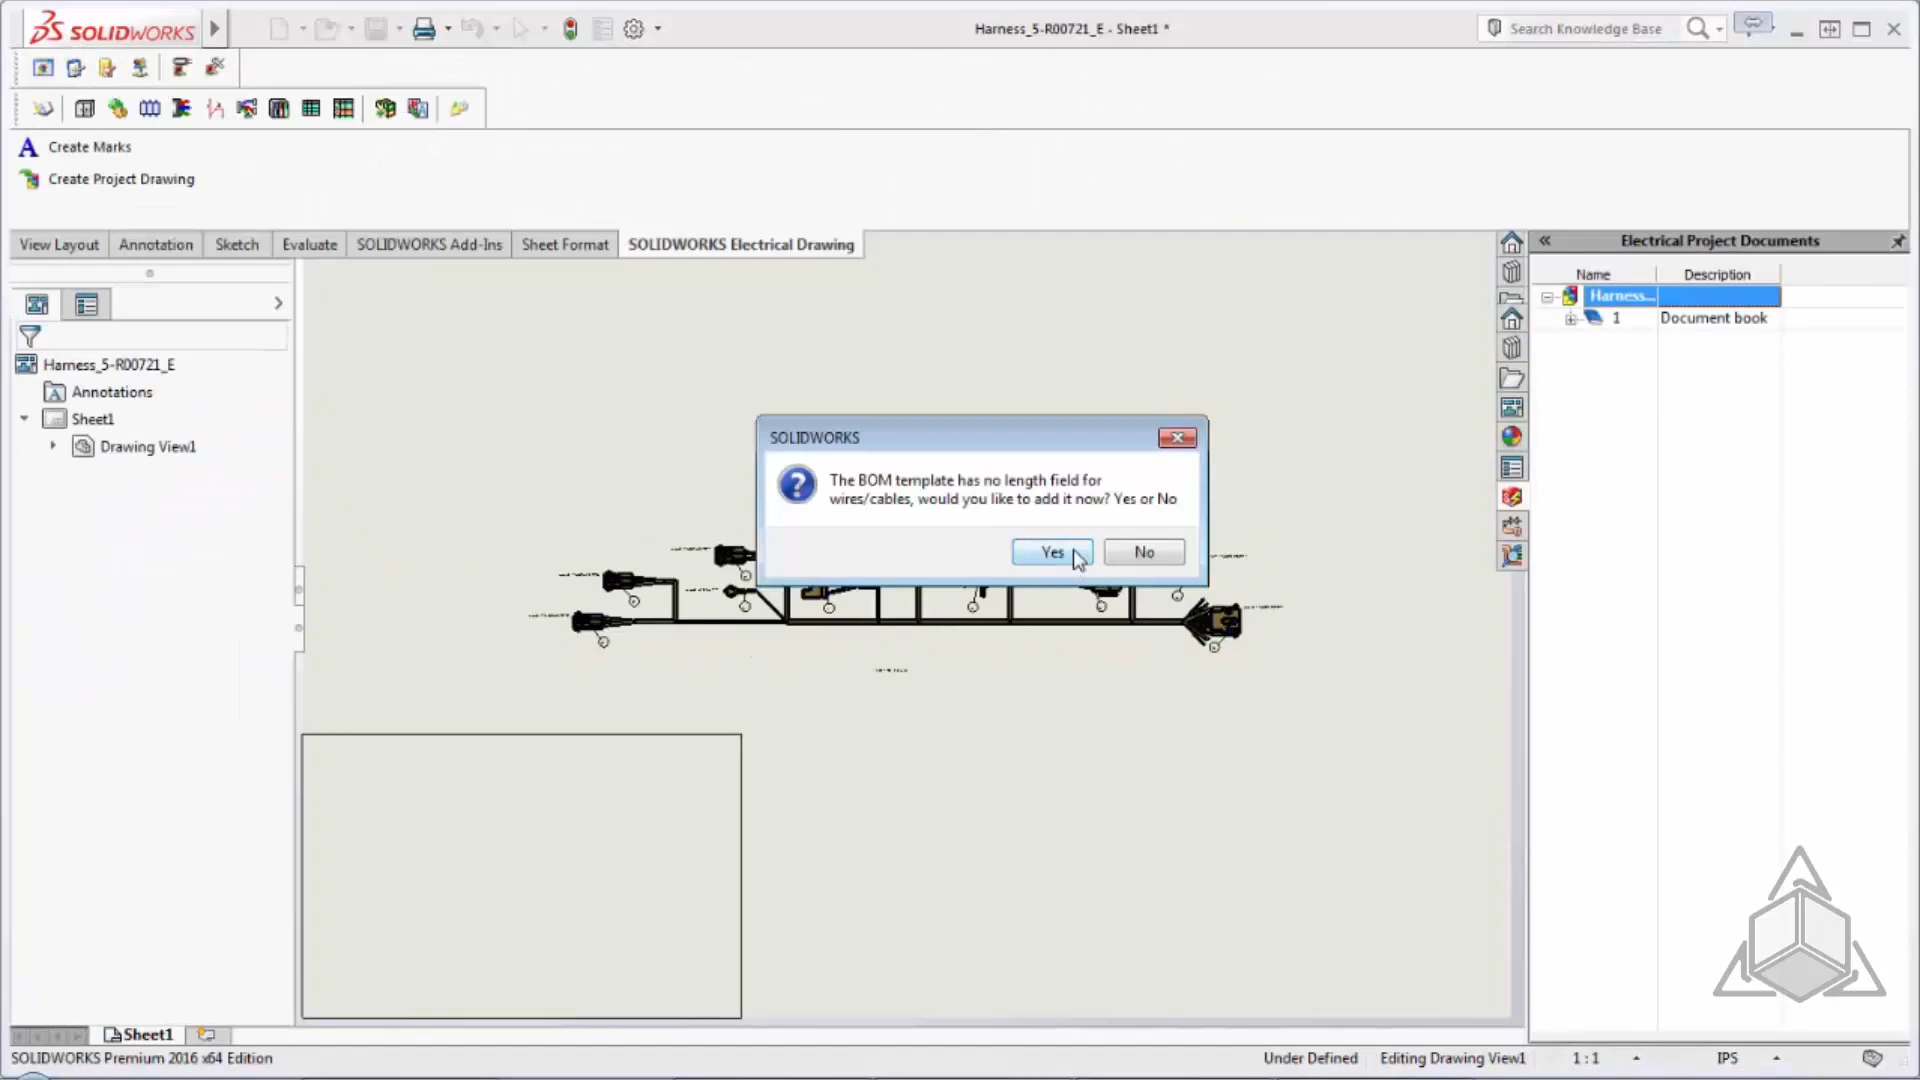 SOLIDWORKS
Harness_5-R00721_E - Sheet1 *
Search Knowledge Base
Create Marks
Create Project Drawing
View Layout
Annotation
Sketch
Evaluate
SOLIDWORKS Add-Ins
Sheet Format
SOLIDWORKS Electrical Drawing
Electrical Project Documents
Name
Description
Harness...
1
Document book
Harness_5-R00721_E
Annotations
Sheet1
Drawing View1
SOLIDWORKS
The BOM template has no length field for
wires/cables, would you like to add it now? Yes or No
Yes
No
Sheet1
SOLIDWORKS Premium 2016 x64 Edition
Under Defined
Editing Drawing View1
1:1
IPS